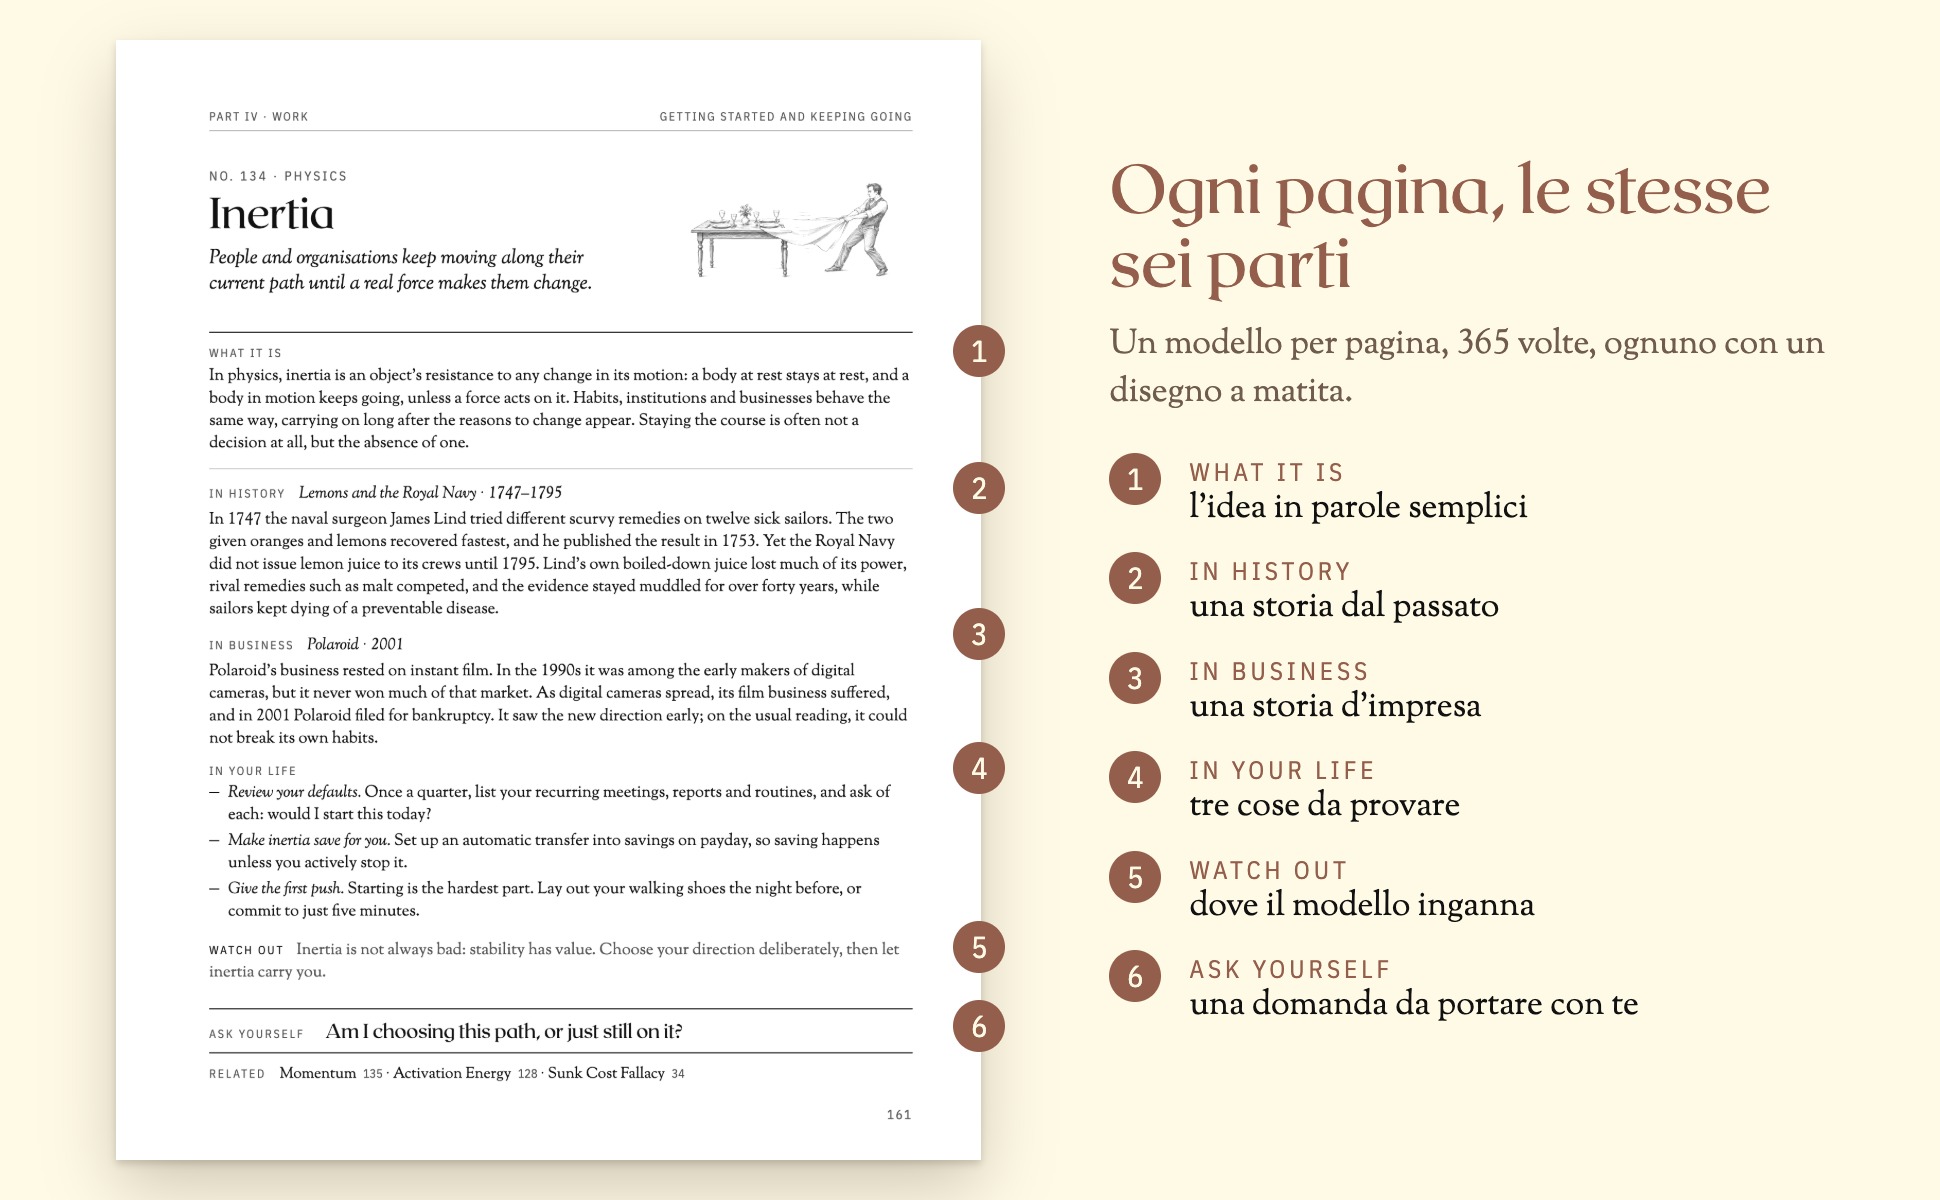 PART IV · WORK
GETTING STARTED AND KEEPING GOING
NO. 134 · PHYSICS
Inertia
People and organisations keep moving along their
current path until a real force makes them change.
WHAT IT IS
In physics, inertia is an object’s resistance to any change in its motion: a body at rest stays at rest, and a
body in motion keeps going, unless a force acts on it. Habits, institutions and businesses behave the
same way, carrying on long after the reasons to change appear. Staying the course is often not a
decision at all, but the absence of one.
IN HISTORY Lemons and the Royal Navy · 1747–1795
In 1747 the naval surgeon James Lind tried different scurvy remedies on twelve sick sailors. The two
given oranges and lemons recovered fastest, and he published the result in 1753. Yet the Royal Navy
did not issue lemon juice to its crews until 1795. Lind’s own boiled-down juice lost much of its power,
rival remedies such as malt competed, and the evidence stayed muddled for over forty years, while
sailors kept dying of a preventable disease.
IN BUSINESS Polaroid · 2001
Polaroid’s business rested on instant film. In the 1990s it was among the early makers of digital
cameras, but it never won much of that market. As digital cameras spread, its film business suffered,
and in 2001 Polaroid filed for bankruptcy. It saw the new direction early; on the usual reading, it could
not break its own habits.
IN YOUR LIFE
– Review your defaults. Once a quarter, list your recurring meetings, reports and routines, and ask of
each: would I start this today?
– Make inertia save for you. Set up an automatic transfer into savings on payday, so saving happens
unless you actively stop it.
– Give the first push. Starting is the hardest part. Lay out your walking shoes the night before, or
commit to just five minutes.
WATCH OUT Inertia is not always bad: stability has value. Choose your direction deliberately, then let
inertia carry you.
ASK YOURSELF Am I choosing this path, or just still on it?
RELATED Momentum 135 · Activation Energy 128 · Sunk Cost Fallacy 34
161
1
2
3
4
5
6
Ogni pagina, le stesse
sei parti
Un modello per pagina, 365 volte, ognuno con un
disegno a matita.
1 WHAT IT IS
l’idea in parole semplici
2 IN HISTORY
una storia dal passato
3 IN BUSINESS
una storia d’impresa
4 IN YOUR LIFE
tre cose da provare
5 WATCH OUT
dove il modello inganna
6 ASK YOURSELF
una domanda da portare con te